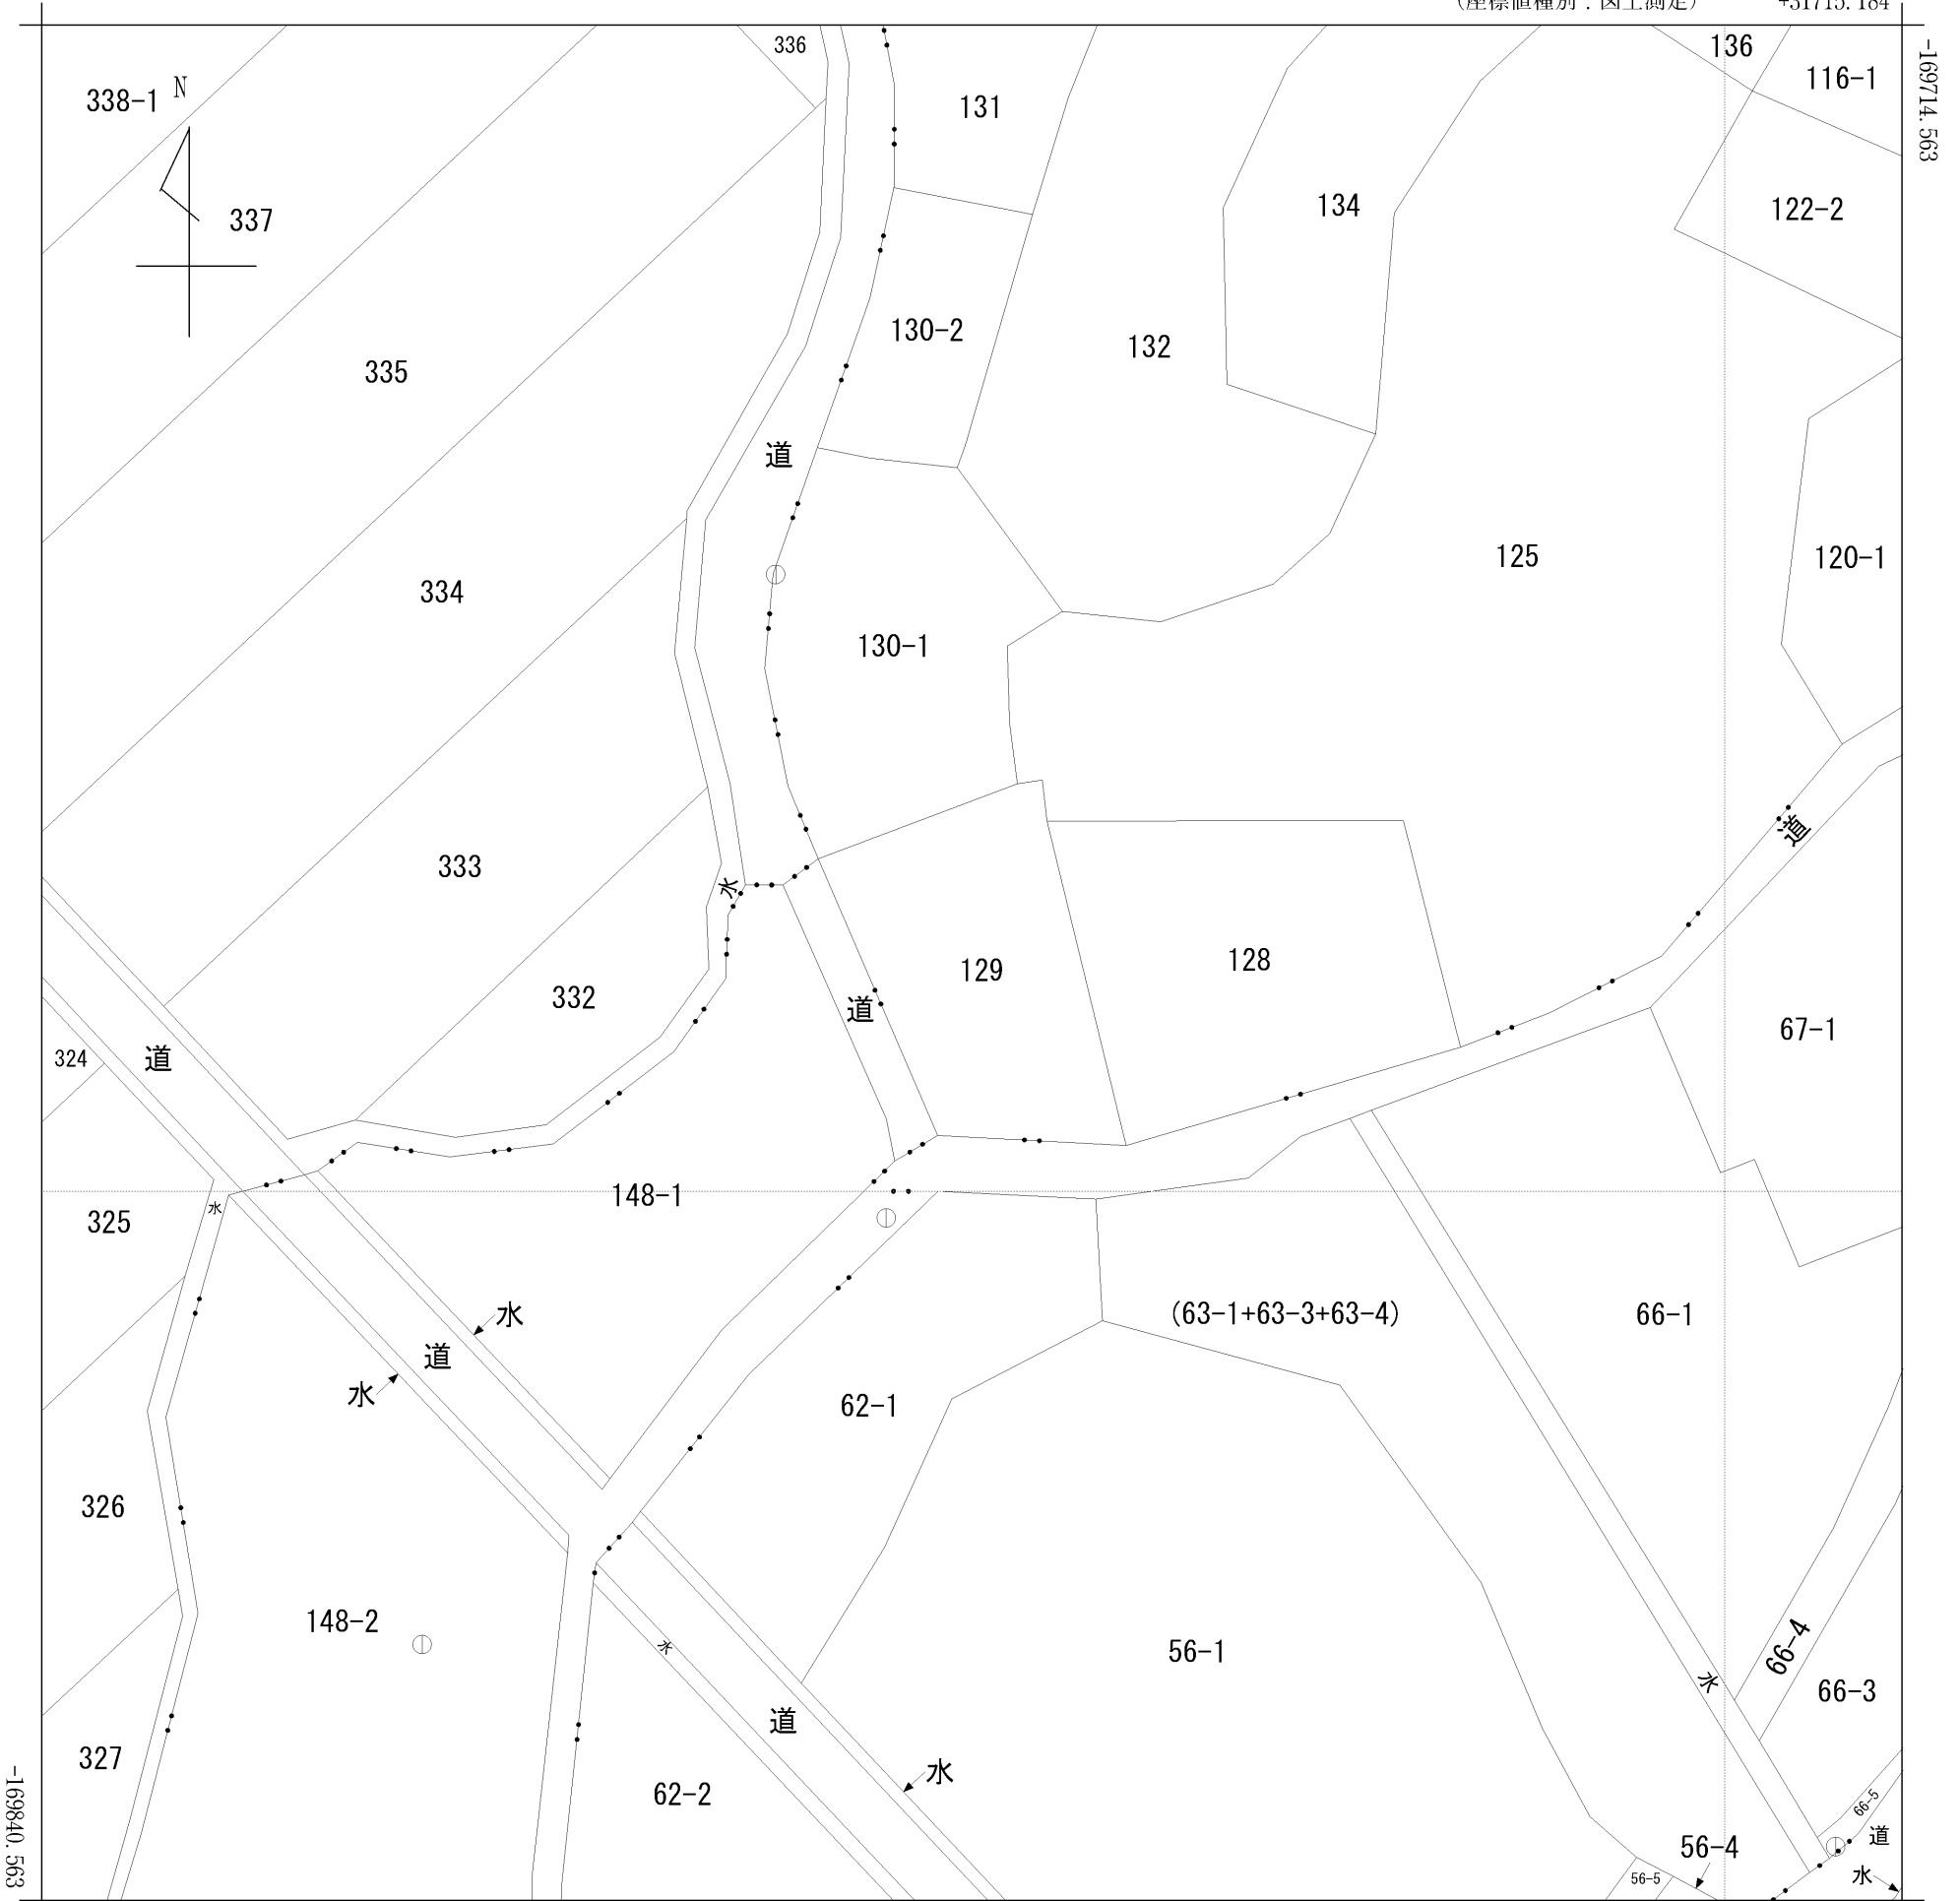 (座標値種別：図上測定) +31715.184
-169714.563
136
336
116-1
338-1
N
131
134
122-2
337
130-2
132
335
道
125
120-1
334
130-1
道
333
水
128
129
332
道
67-1
324
道
148-1
水
325
(63-1+63-3+63-4)
66-1
水
道
水
62-1
326
148-2
水
56-1
66-4
水
66-3
道
327
水
62-2
66-5
道
56-4
水
56-5
-169840.563